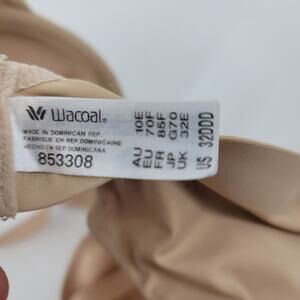 Wacoal®
MADE IN DOMINICAN REP.
FABRIQUE EN REP. DOMINICAINE
HECHO EN REP. DOMINICANA
853308
AU 10E
EU 70F
FR 85F
JP G70
UK 32E
US 32DDD